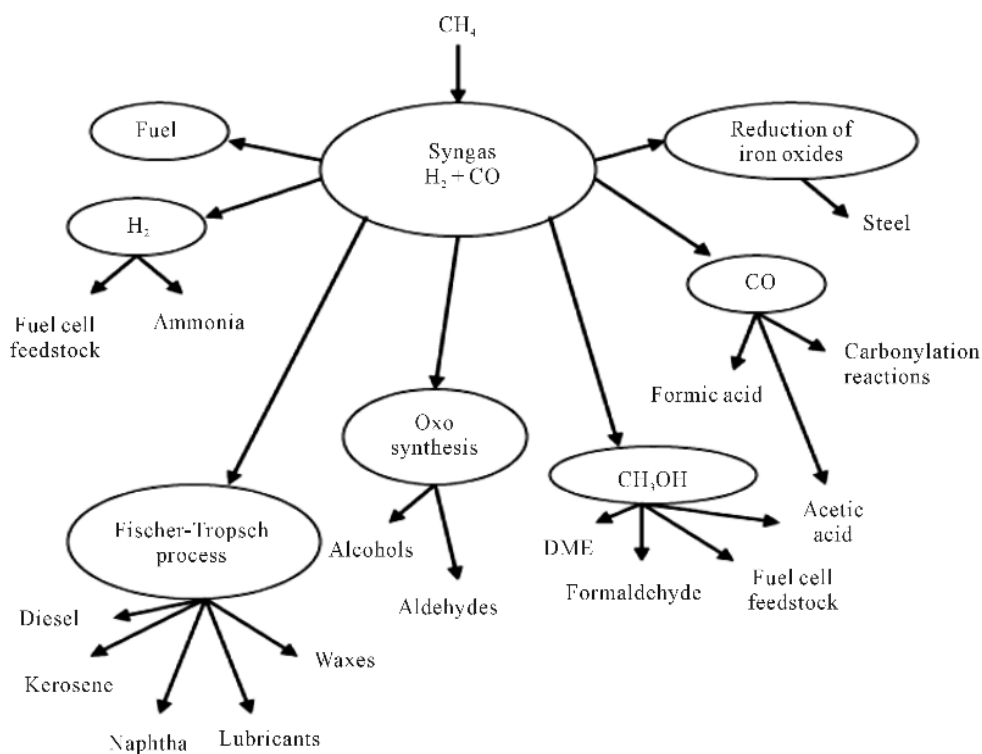 CH₄
Syngas
H₂ + CO
Fuel
Reduction of
iron oxides
H₂
Steel
CO
Fuel cell
feedstock
Ammonia
Carbonylation
reactions
Formic acid
Oxo
synthesis
CH₃OH
Acetic
acid
Fischer-Tropsch
process
Alcohols
DME
Fuel cell
feedstock
Formaldchyde
Aldehydes
Diesel
Waxes
Kerosene
Naphtha
Lubricants